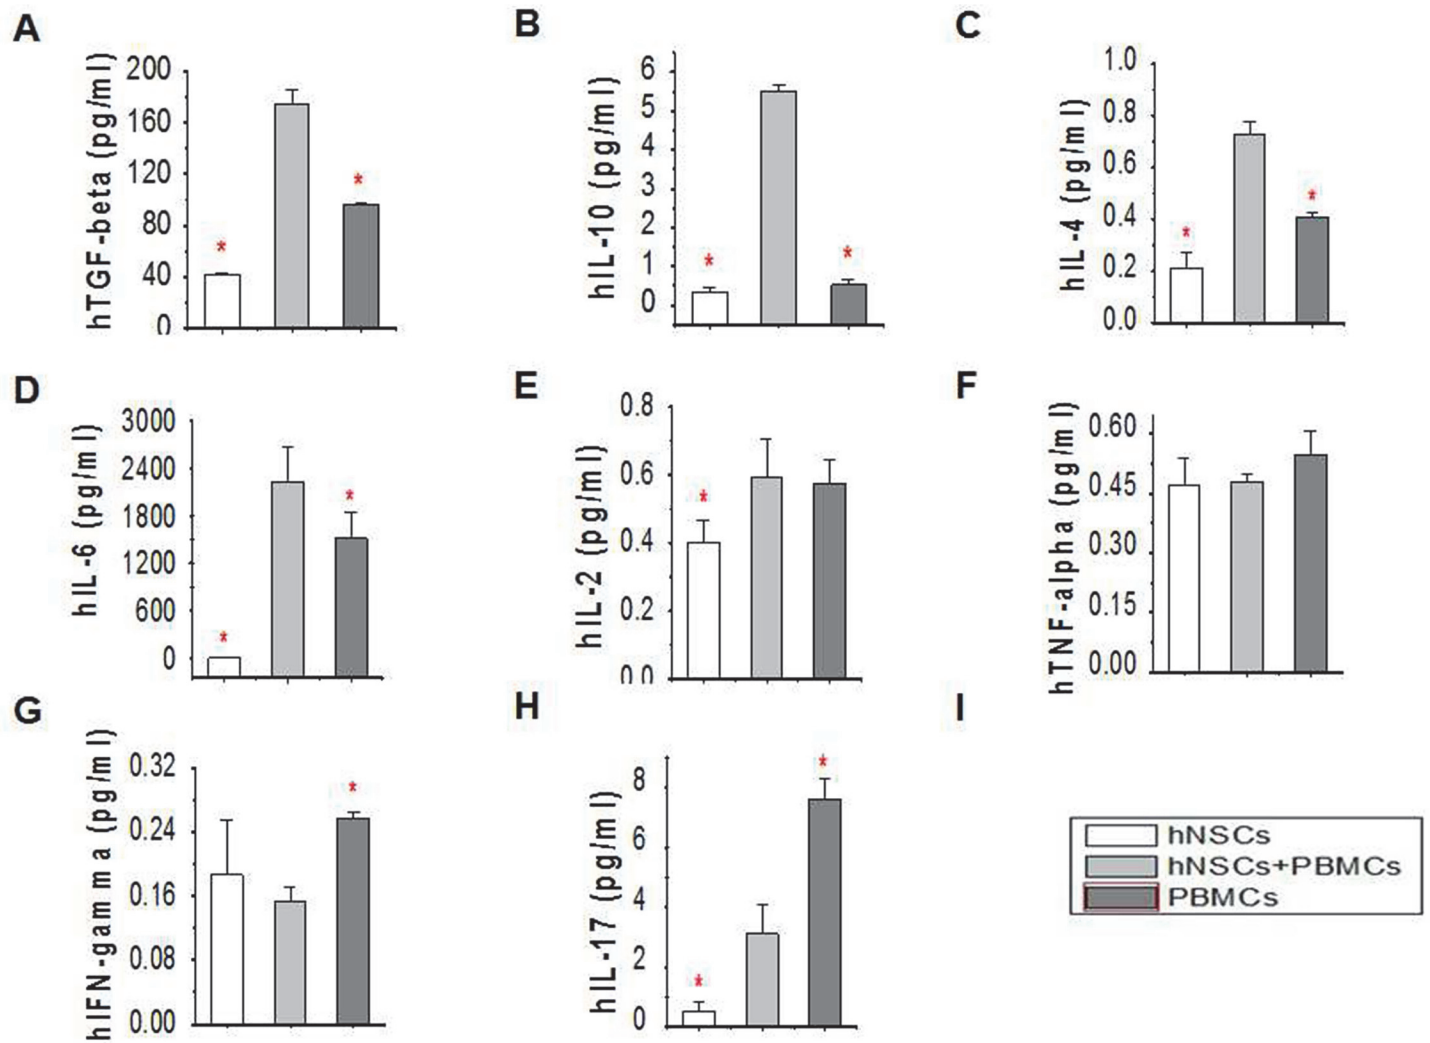 A
hTGF-beta (pg/ml)
200
160
120
80
40
0
*
*
B
hIL-10 (pg/ml)
6
5
4
3
2
1
0
*
*
C
hIL-4 (pg/ml)
1.0
0.8
0.6
0.4
0.2
0.0
*
*
D
hIL-6 (pg/ml)
3000
2400
1800
1200
600
0
*
*
E
hIL-2 (pg/ml)
0.8
0.6
0.4
0.2
0.0
*
F
hTNF-alpha (pg/ml)
0.60
0.45
0.30
0.15
0.00
G
hIFN-gam m a (pg/ml)
0.32
0.24
0.16
0.08
0.00
*
H
hIL-17 (pg/ml)
8
6
4
2
0
*
*
I
hNSCs
hNSCs+PBMCs
PBMCs